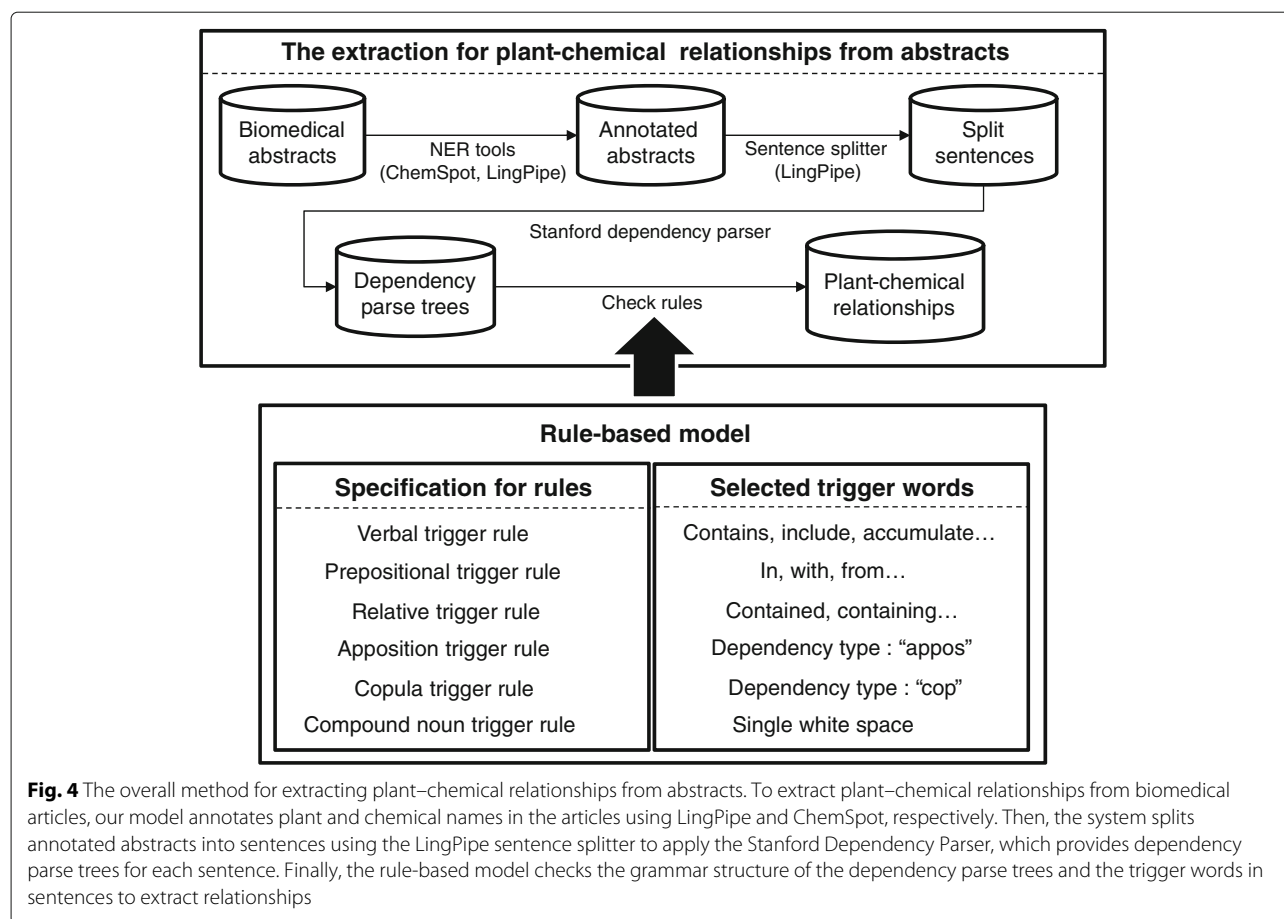 The extraction for plant-chemical relationships from abstracts
Biomedical
abstracts
NER tools
(ChemSpot, LingPipe)
Annotated
abstracts
Sentence splitter
(LingPipe)
Split
sentences
Stanford dependency parser
Dependency
parse trees
Check rules
Plant-chemical
relationships
Rule-based model
Specification for rules
Verbal trigger rule
Prepositional trigger rule
Relative trigger rule
Apposition trigger rule
Copula trigger rule
Compound noun trigger rule
Selected trigger words
Contains, include, accumulate…
In, with, from…
Contained, containing…
Dependency type : “appos”
Dependency type : “cop”
Single white space
Fig. 4 The overall method for extracting plant–chemical relationships from abstracts. To extract plant–chemical relationships from biomedical
articles, our model annotates plant and chemical names in the articles using LingPipe and ChemSpot, respectively. Then, the system splits
annotated abstracts into sentences using the LingPipe sentence splitter to apply the Stanford Dependency Parser, which provides dependency
parse trees for each sentence. Finally, the rule-based model checks the grammar structure of the dependency parse trees and the trigger words in
sentences to extract relationships